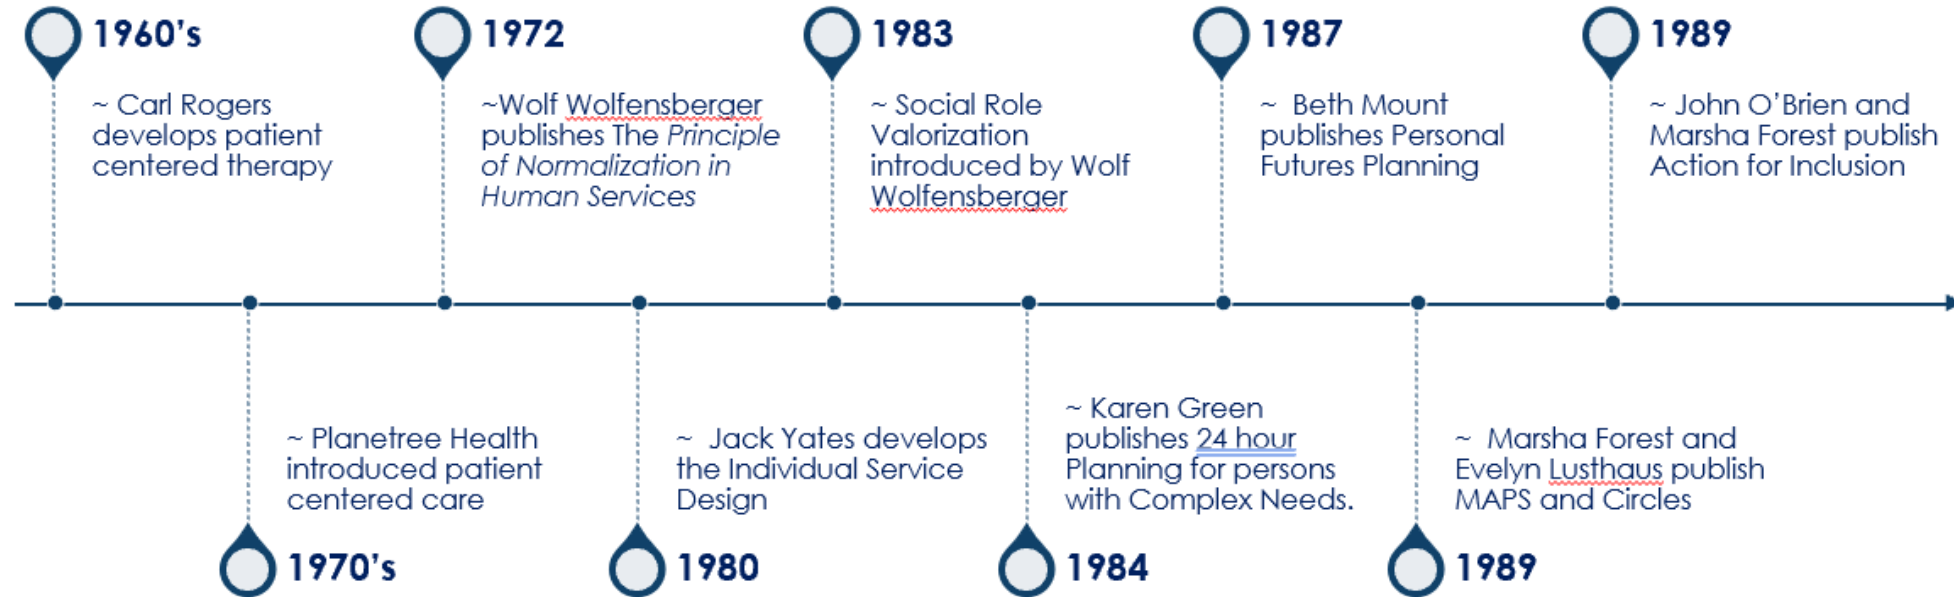 1960's
~ Carl Rogers
develops patient
centered therapy
1972
~Wolf Wolfensberger
publishes The Principle
of Normalization in
Human Services
1983
~ Social Role
Valorization
introduced by Wolf
Wolfensberger
1987
~  Beth Mount
publishes Personal
Futures Planning
1989
~ John O'Brien and
Marsha Forest publish
Action for Inclusion
~ Planetree Health
introduced patient
centered care
1970's
~  Jack Yates develops
the Individual Service
Design
1980
~ Karen Green
publishes 24 hour
Planning for persons
with Complex Needs.
1984
~  Marsha Forest and
Evelyn Lusthaus publish
MAPS and Circles
1989